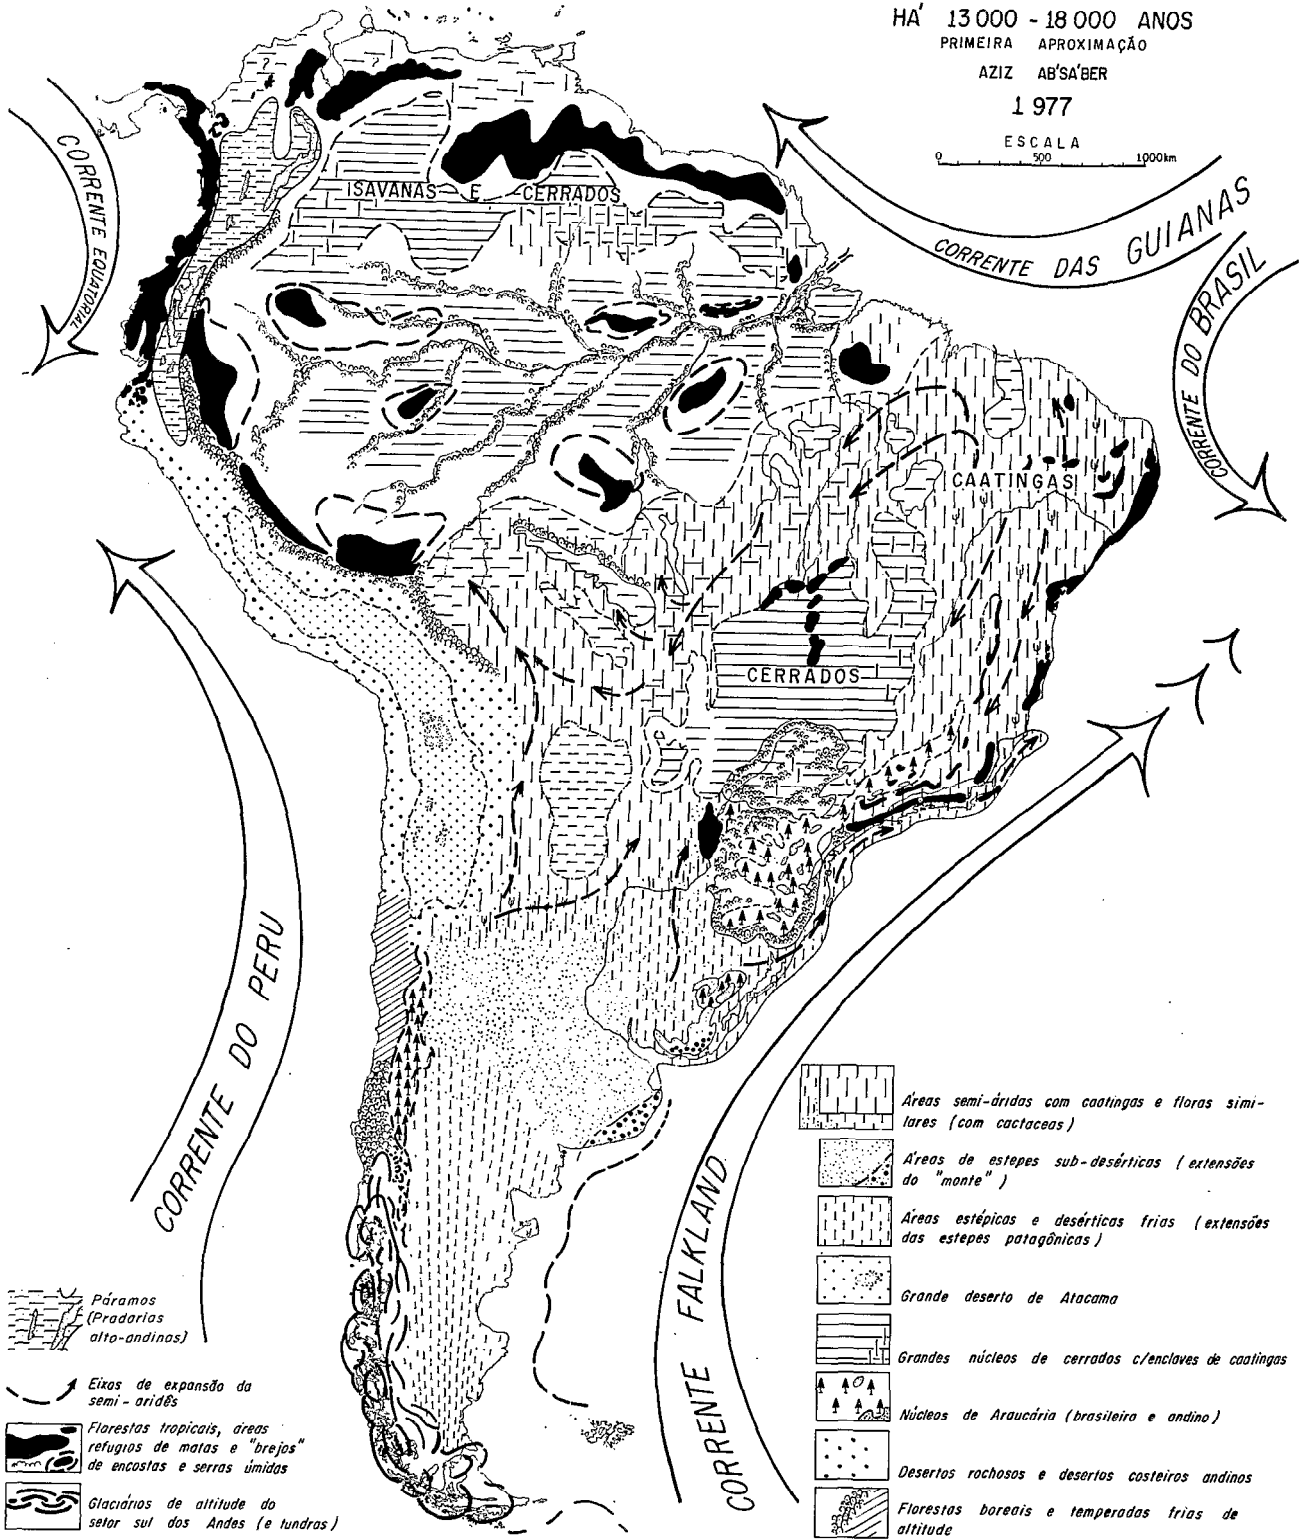 HÁ 13 000 - 18 000 ANOS
PRIMEIRA APROXIMAÇÃO
AZIZ AB'SÁBER
1 977
ESCALA
0 500 1000km
CORRENTE EQUATORIAL
SAVANAS E CERRADOS
CORRENTE DAS GUIANAS
CORRENTE DO BRASIL
CAATINGAS
CERRADOS
CORRENTE DO PERU
CORRENTE FALKLAND
Páramos
(Pradarias
alto-andinas)
Eixos de expansão da
semi-aridês
Florestas tropicais, áreas
refugios de matas e "brejos"
de encostas e serras úmidas
Glaciários de altitude do
setor sul dos Andes (e tundras)
Áreas semi-áridas com caatingas e floras simi-
lares (com cactaceas)
Áreas de estepes sub-desérticas (extensões
do "monte")
Áreas estépicas e desérticas frias (extensões
das estepes patagônicas)
Grande deserto de Atacama
Grandes núcleos de cerrados c/enclaves de caatingas
Núcleos de Araucária (brasileira e andino)
Desertos rochosos e desertos costeiros andinos
Florestas boreais e temperadas frias de
altitude